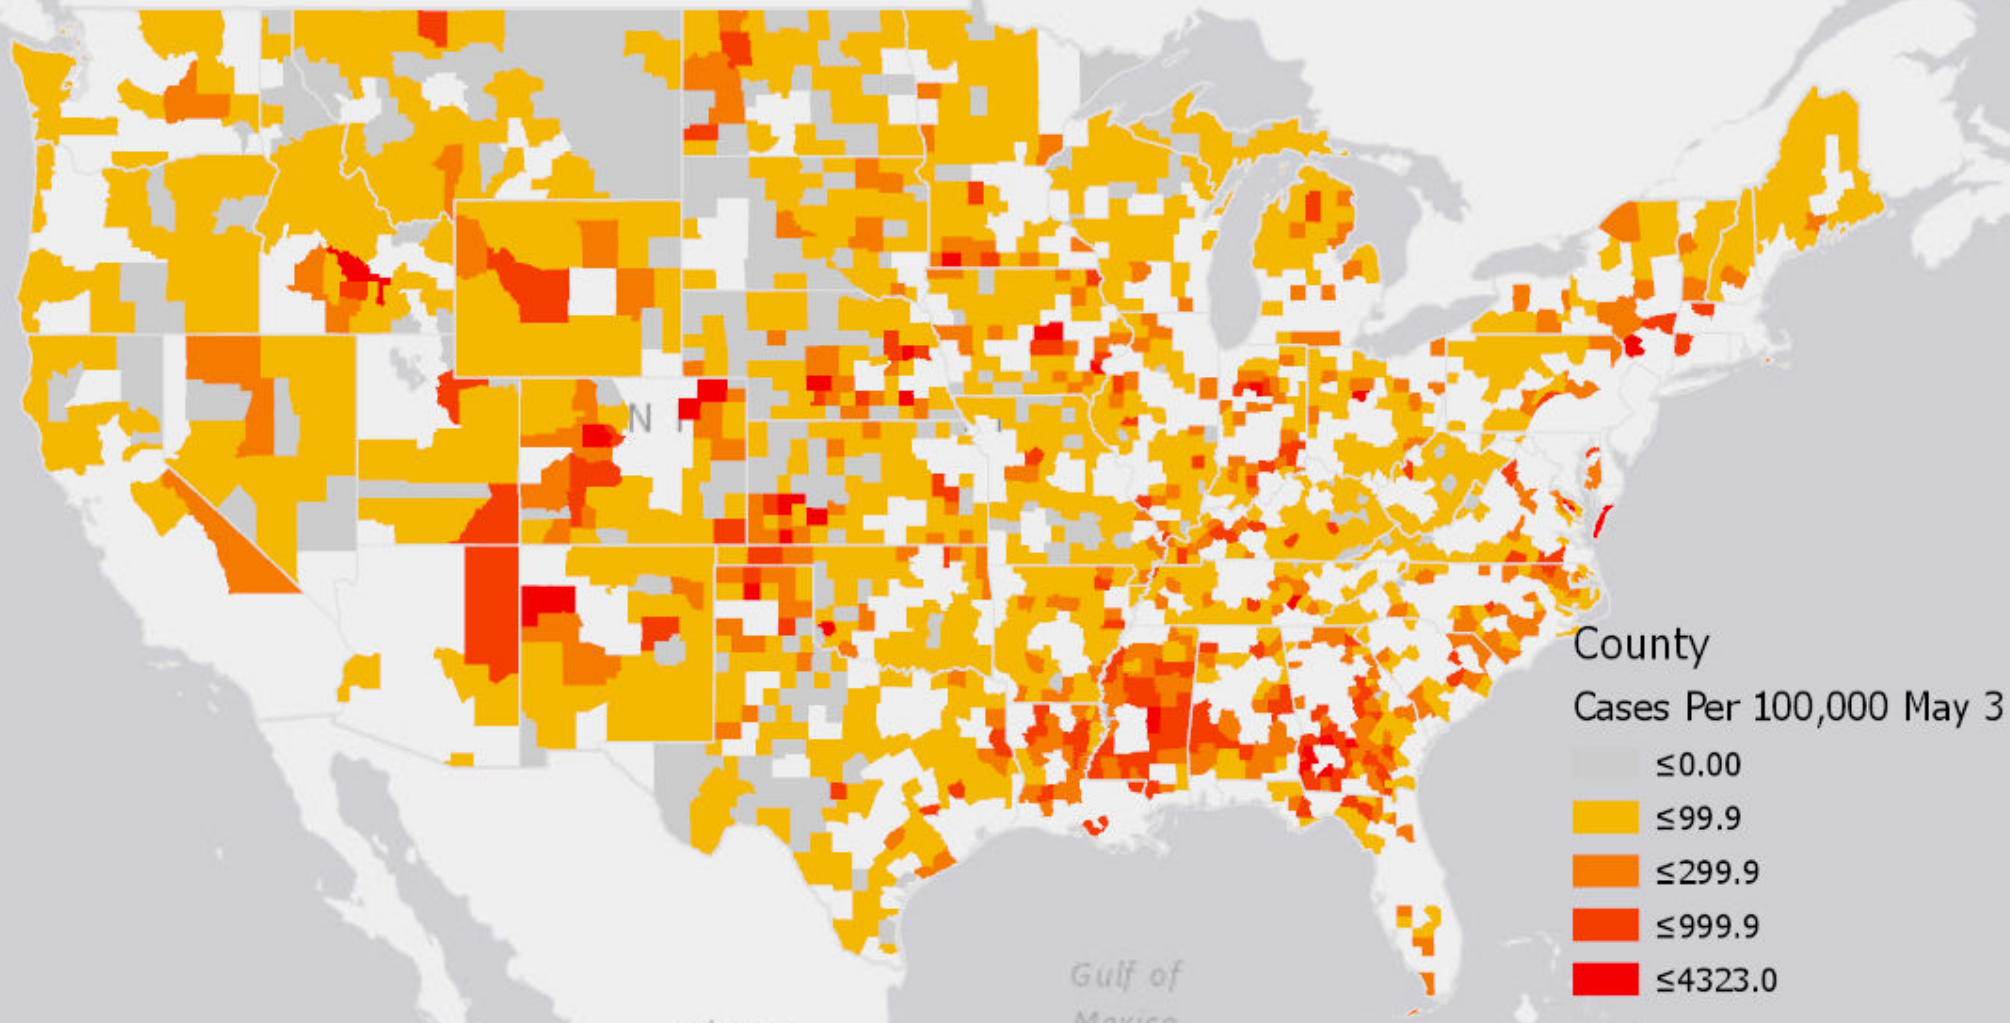 County
Cases Per 100,000 May 3
≤0.00
≤99.9
≤299.9
≤999.9
≤4323.0
Gulf of